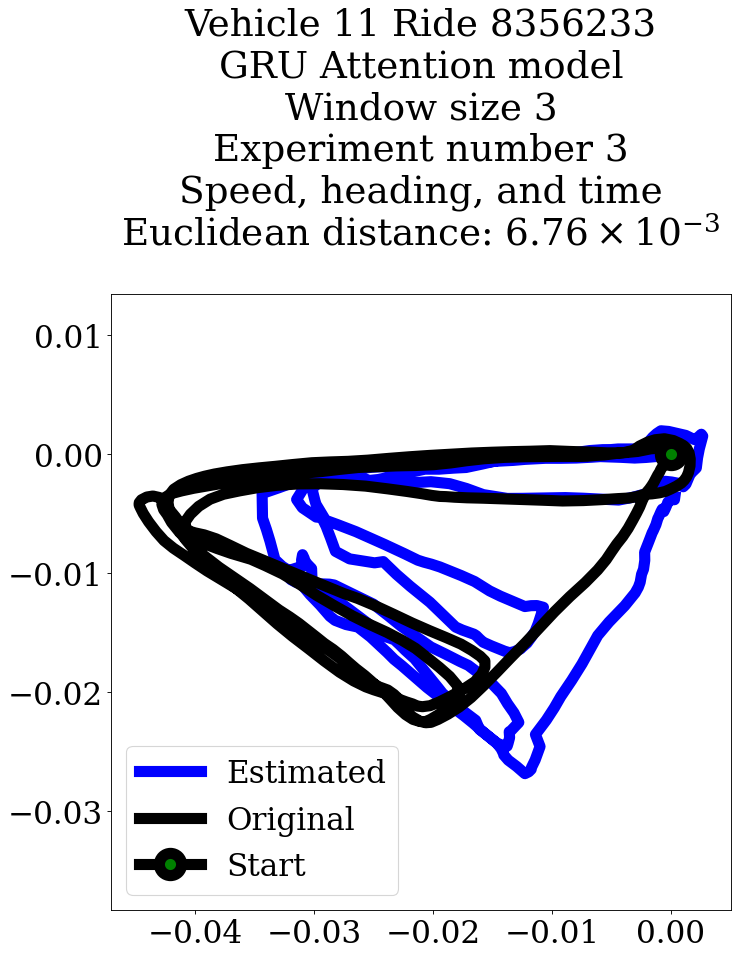 Vehicle 11 Ride 8356233
GRU Attention model
Window size 3
Experiment number 3
Speed, heading, and time
Euclidean distance: 6.76 × 10⁻³
0.01
0.00
−0.01
−0.02
−0.03
Estimated
Original
Start
−0.04 −0.03 −0.02 −0.01 0.00